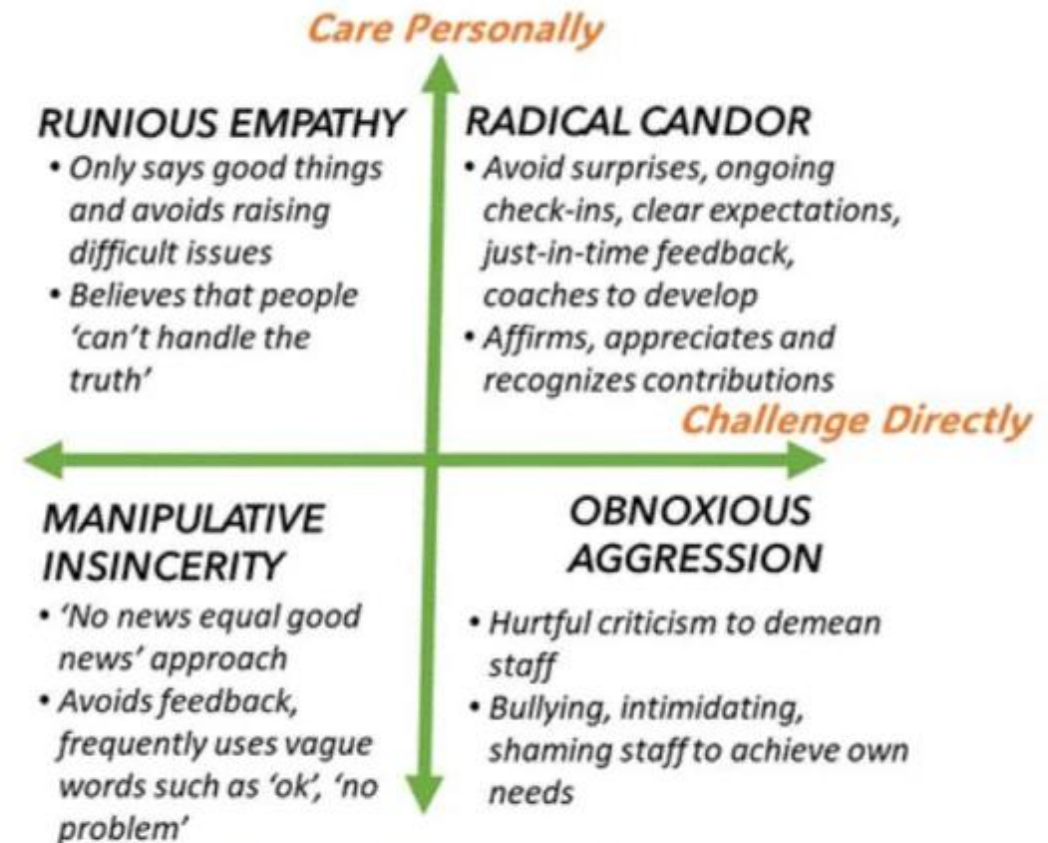 Care Personally
RUNIOUS EMPATHY
• Only says good things
and avoids raising
difficult issues
• Believes that people
‘can’t handle the
truth’
RADICAL CANDOR
• Avoid surprises, ongoing
check-ins, clear expectations,
just-in-time feedback,
coaches to develop
• Affirms, appreciates and
recognizes contributions
Challenge Directly
MANIPULATIVE
INSINCERITY
• ‘No news equal good
news’ approach
• Avoids feedback,
frequently uses vague
words such as ‘ok’, ‘no
problem’
OBNOXIOUS
AGGRESSION
• Hurtful criticism to demean
staff
• Bullying, intimidating,
shaming staff to achieve own
needs